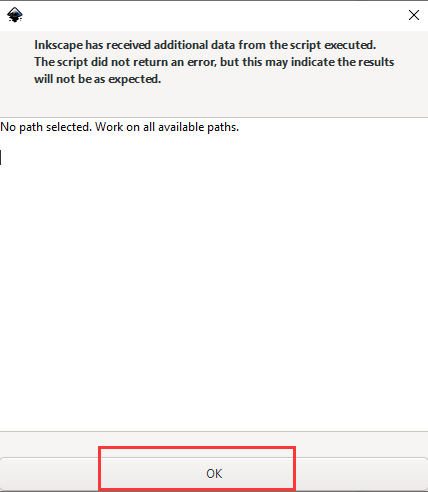 Inkscape has received additional data from the script executed.
The script did not return an error, but this may indicate the results
will not be as expected.
No path selected. Work on all available paths.
OK